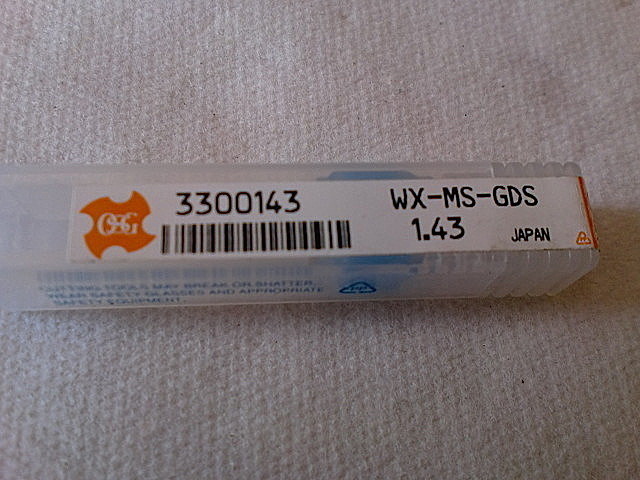 OSG
3300143
WX-MS-GDS
1.43
JAPAN
CUTTING TOOLS MAY BREAK OR SHATTER.
WEAR SAFETY GLASSES AND APPROPRIATE
SAFETY EQUIPMENT.